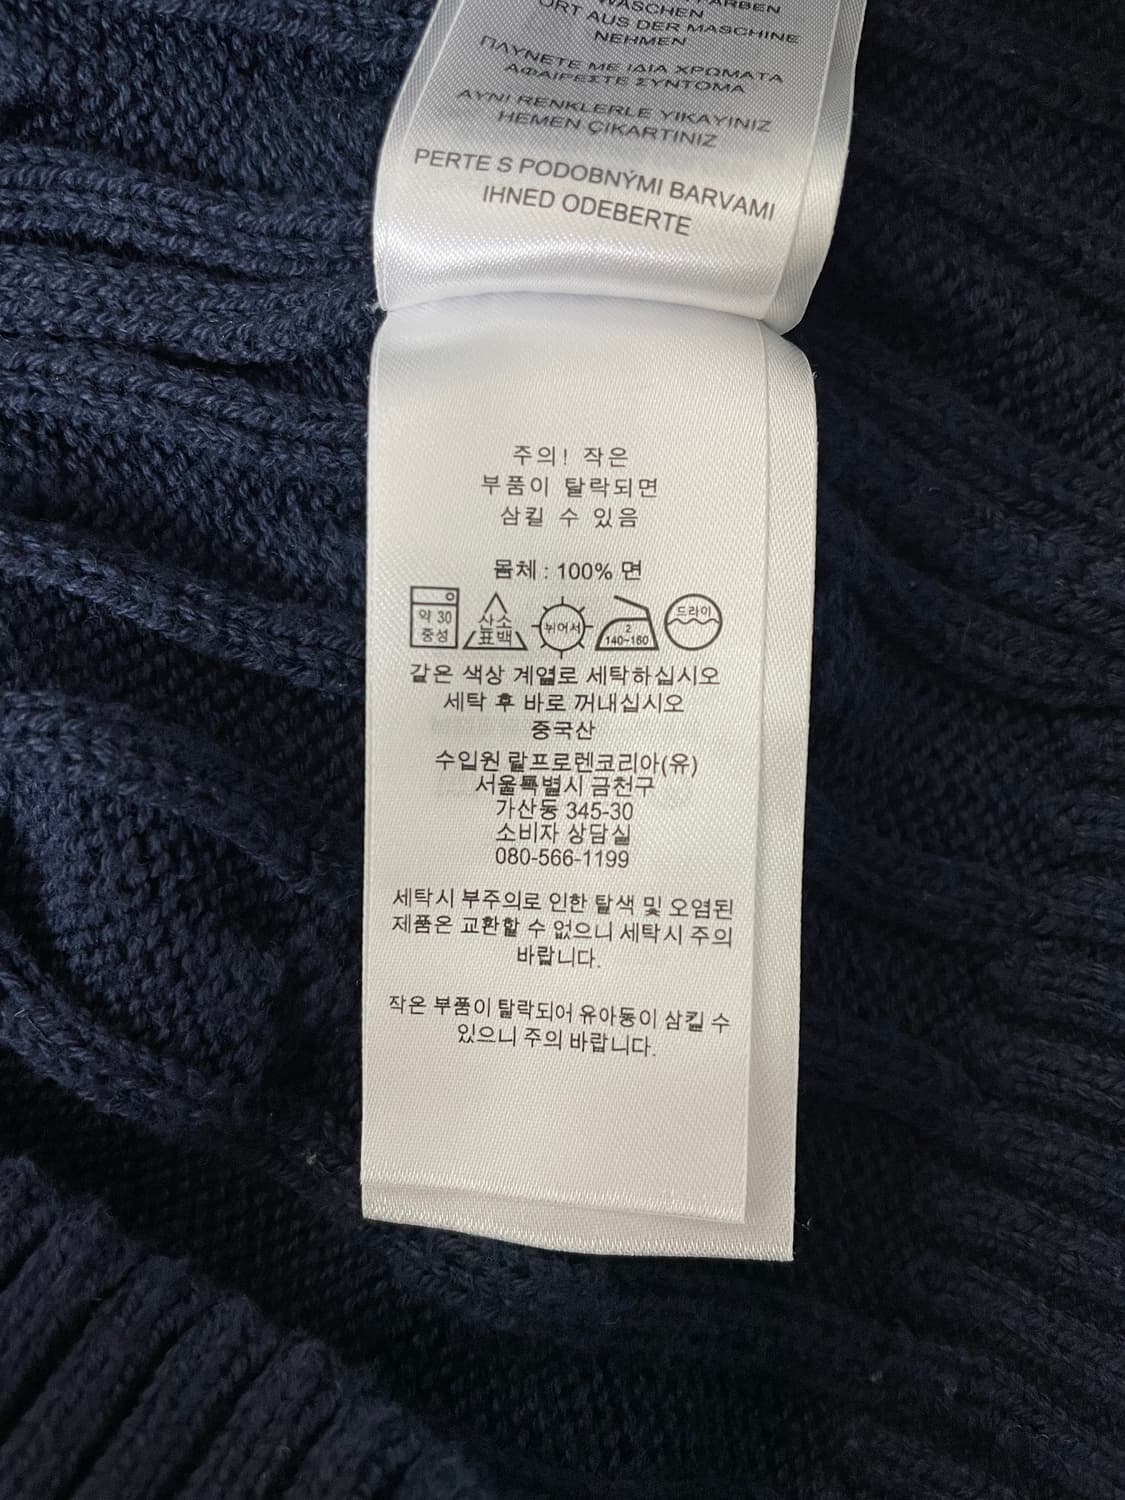 FARBEN
WASCHEN
ORT AUS DER MASCHINE
NEHMEN
ΠΛΥΝΕΤΕ ΜΕ ΙΔΙΑ ΧΡΩΜΑΤΑ
ΑΦΑΙΡΕΣΤΕ ΣΥΝΤΟΜΑ
AYNI RENKLERLE YIKAYINIZ
HEMEN ÇIKARTINIZ
PERTE S PODOBNÝMI BARVAMI
IHNED ODEBERTE
주의! 작은
부품이 탈락되면
삼킬 수 있음
몸체 : 100% 면
약 30
중성
산소
표백
뉘어서
2
140~160
드라이
같은 색상 계열로 세탁하십시오
세탁 후 바로 꺼내십시오
중국산
수입원 랄프로렌코리아(유)
서울특별시 금천구
가산동 345-30
소비자 상담실
080-566-1199
세탁시 부주의로 인한 탈색 및 오염된
제품은 교환할 수 없으니 세탁시 주의
바랍니다.
작은 부품이 탈락되어 유아동이 삼킬 수
있으니 주의 바랍니다.